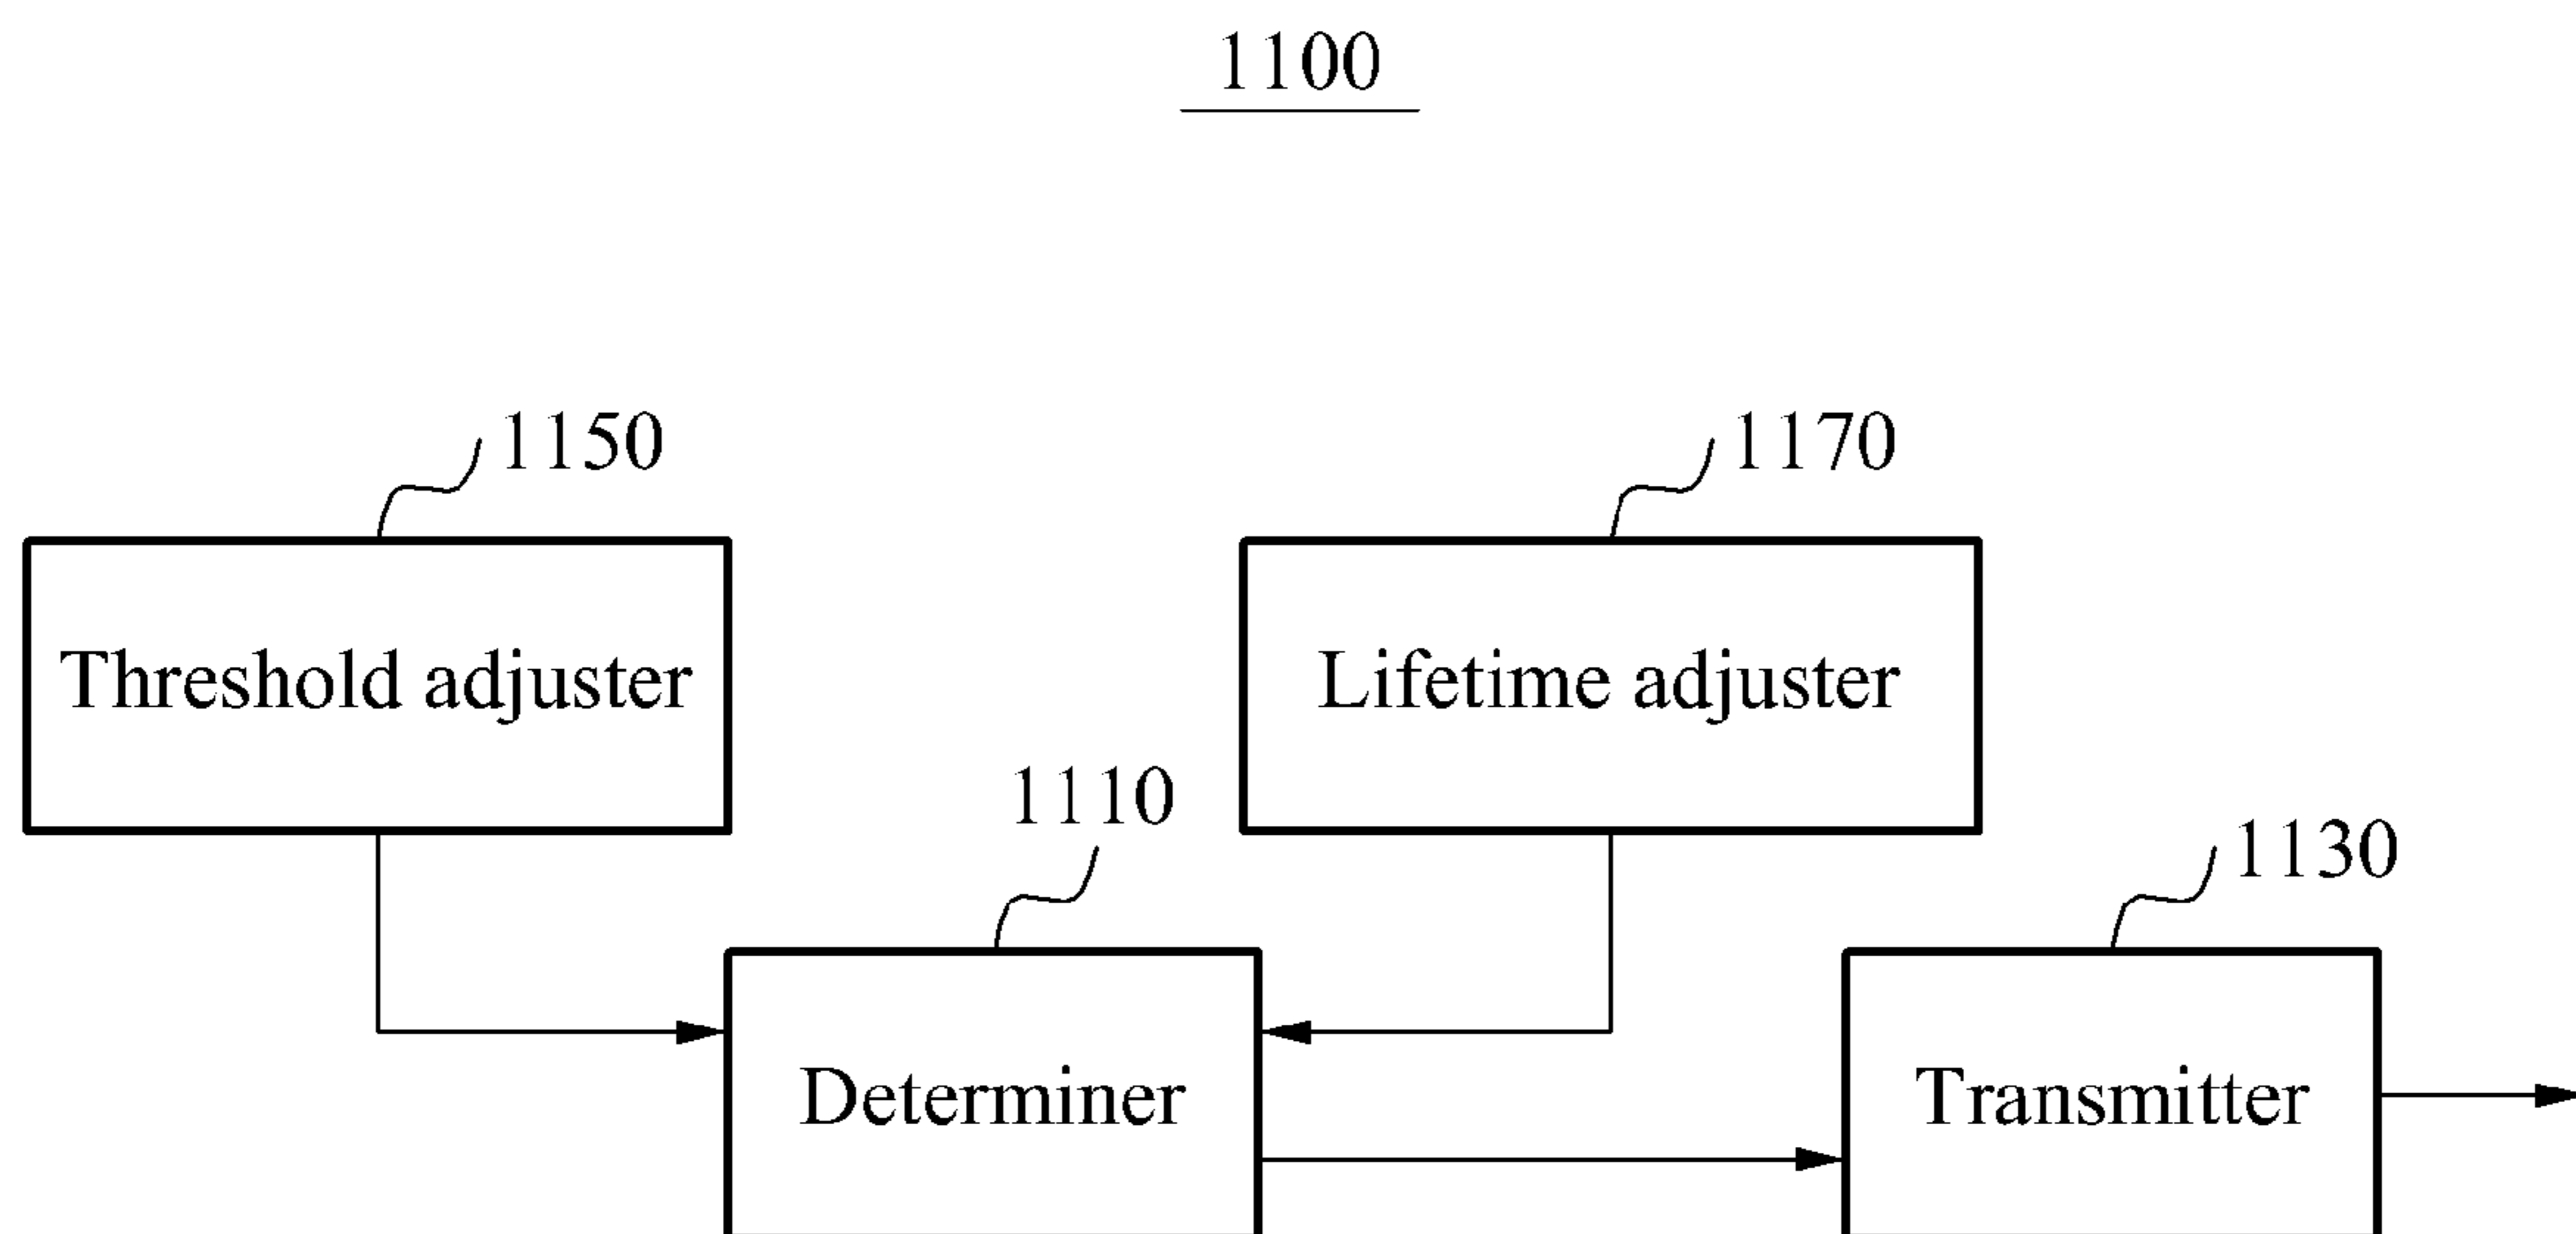 1100
1150
1170
Threshold adjuster
Lifetime adjuster
1110
1130
Determiner
Transmitter